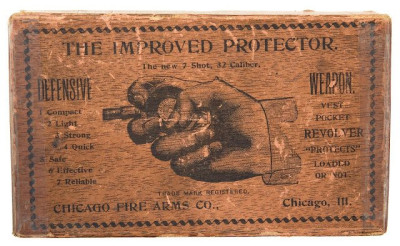 THE IMPROVED PROTECTOR.
The new 7 Shot, 32 Caliber.
DEFENSIVE
1 Compact
2 Light
3 Strong
4 Quick
5 Safe
6 Effective
7 Reliable
WEAPON.
VEST
POCKET
REVOLVER
"PROTECTS"
LOADED
OR NOT.
TRADE MARK REGISTERED.
CHICAGO FIRE ARMS CO., Chicago, Ill.